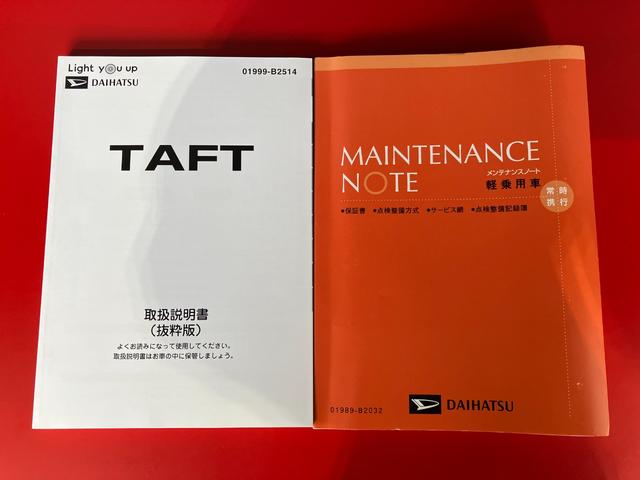 Light you up
DAIHATSU
01999-B2514
TAFT
取扱説明書
(抜粋版)
よくお読みになって使用してください。
取扱説明書はお車の中に保管しましょう。
MAINTENANCE
NOTE
メンテナンスノート
軽乗用車
常時
携行
●保証書 ●点検整備方式 ●サービス網 ●点検整備記録簿
01989-B2032
DAIHATSU